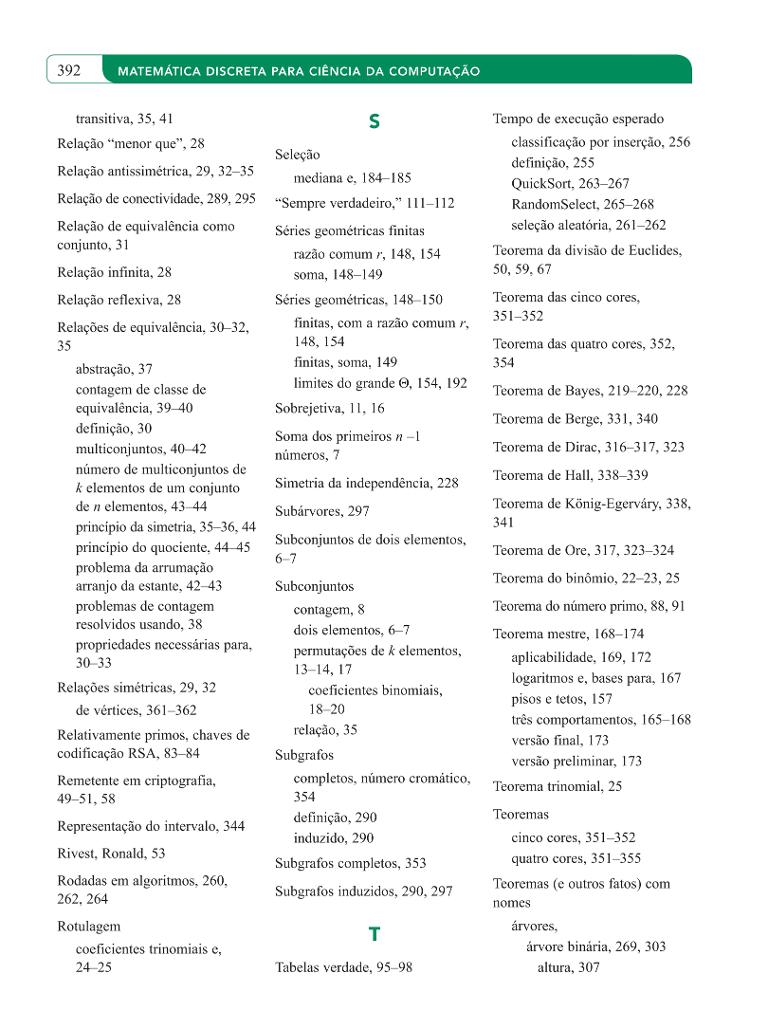 392
MATEMÁTICA DISCRETA PARA CIÊNCIA DA COMPUTAÇÃO
transitiva, 35, 41
Relação “menor que”, 28
Relação antissimétrica, 29, 32–35
Relação de conectividade, 289, 295
Relação de equivalência como
conjunto, 31
Relação infinita, 28
Relação reflexiva, 28
Relações de equivalência, 30–32,
35
abstração, 37
contagem de classe de
equivalência, 39–40
definição, 30
multiconjuntos, 40–42
número de multiconjuntos de
k elementos de um conjunto
de n elementos, 43–44
princípio da simetria, 35–36, 44
princípio do quociente, 44–45
problema da arrumação
arranjo da estante, 42–43
problemas de contagem
resolvidos usando, 38
propriedades necessárias para,
30–33
Relações simétricas, 29, 32
de vértices, 361–362
Relativamente primos, chaves de
codificação RSA, 83–84
Remetente em criptografia,
49–51, 58
Representação do intervalo, 344
Rivest, Ronald, 53
Rodadas em algoritmos, 260,
262, 264
Rotulagem
coeficientes trinomiais e,
24–25
S
Seleção
mediana e, 184–185
“Sempre verdadeiro,” 111–112
Séries geométricas finitas
razão comum r, 148, 154
soma, 148–149
Séries geométricas, 148–150
finitas, com a razão comum r,
148, 154
finitas, soma, 149
limites do grande Θ, 154, 192
Sobrejetiva, 11, 16
Soma dos primeiros n –1
números, 7
Simetria da independência, 228
Subárvores, 297
Subconjuntos de dois elementos,
6–7
Subconjuntos
contagem, 8
dois elementos, 6–7
permutações de k elementos,
13–14, 17
coeficientes binomiais,
18–20
relação, 35
Subgrafos
completos, número cromático,
354
definição, 290
induzido, 290
Subgrafos completos, 353
Subgrafos induzidos, 290, 297
T
Tabelas verdade, 95–98
Tempo de execução esperado
classificação por inserção, 256
definição, 255
QuickSort, 263–267
RandomSelect, 265–268
seleção aleatória, 261–262
Teorema da divisão de Euclides,
50, 59, 67
Teorema das cinco cores,
351–352
Teorema das quatro cores, 352,
354
Teorema de Bayes, 219–220, 228
Teorema de Berge, 331, 340
Teorema de Dirac, 316–317, 323
Teorema de Hall, 338–339
Teorema de König-Egerváry, 338,
341
Teorema de Ore, 317, 323–324
Teorema do binômio, 22–23, 25
Teorema do número primo, 88, 91
Teorema mestre, 168–174
aplicabilidade, 169, 172
logaritmos e, bases para, 167
pisos e tetos, 157
três comportamentos, 165–168
versão final, 173
versão preliminar, 173
Teorema trinomial, 25
Teoremas
cinco cores, 351–352
quatro cores, 351–355
Teoremas (e outros fatos) com
nomes
árvores,
árvore binária, 269, 303
altura, 307